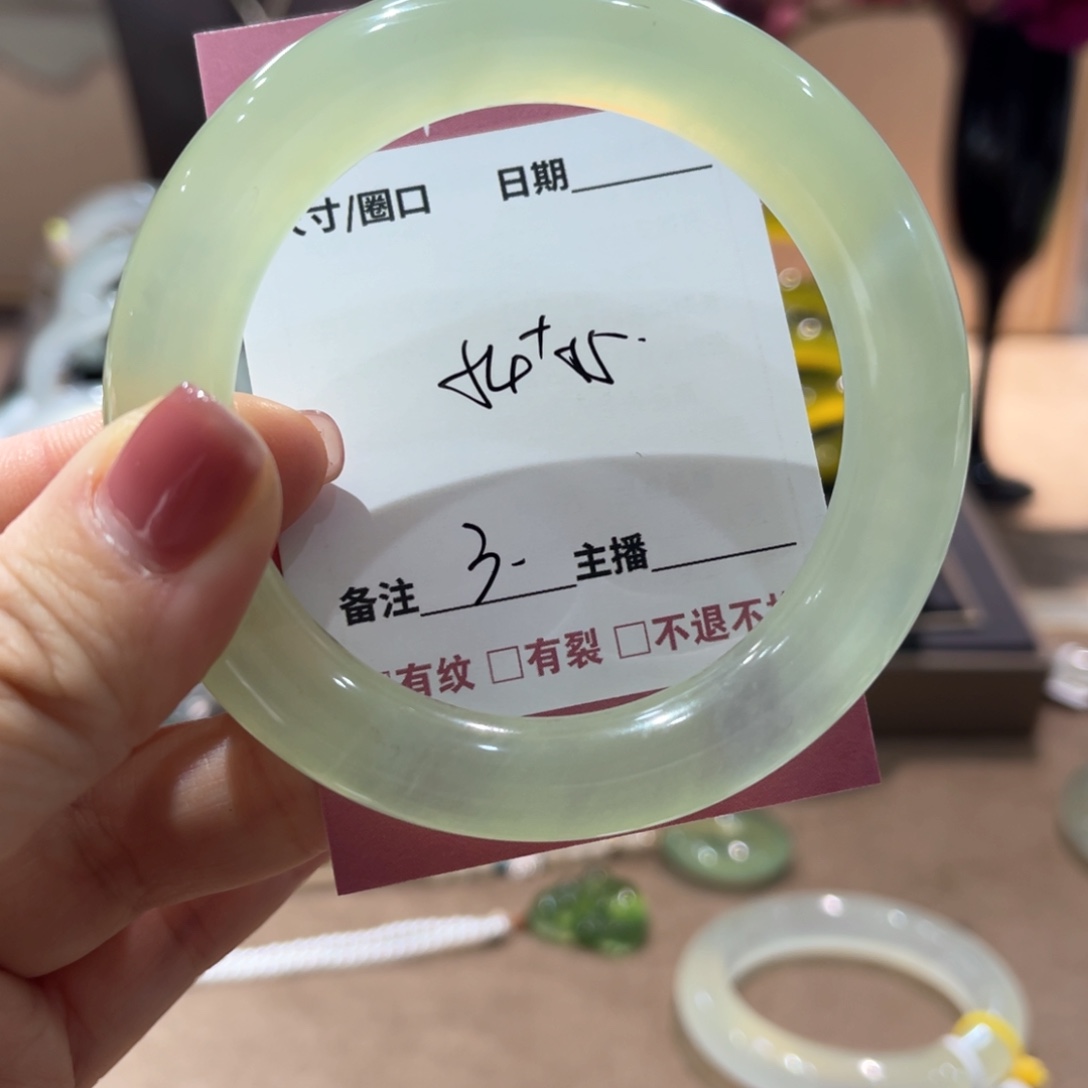 寸/圈口 日期
备注 3. 主播
有纹 □有裂 □不退不